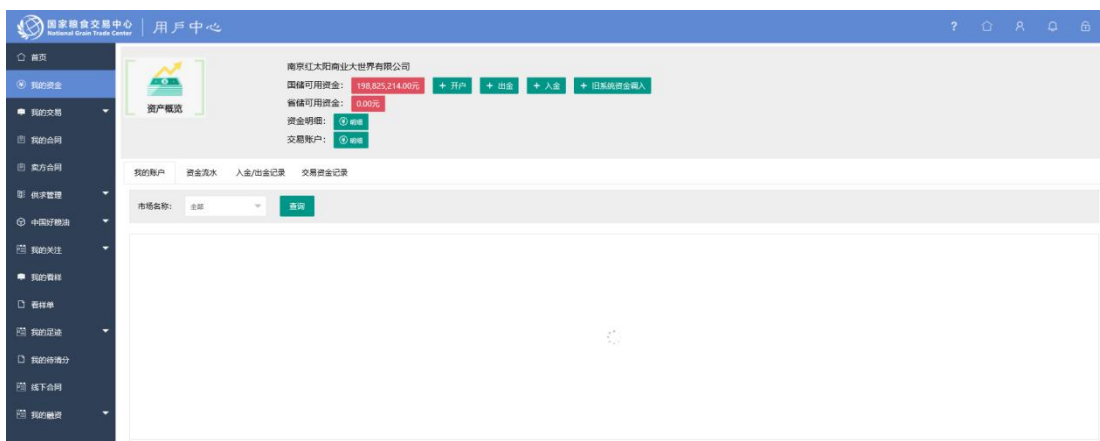 国家粮食交易中心 用户中心 ?
National Grain Trade Center
首页
我的资金
我的交易
我的合同
卖方合同
供求管理
中国好粮油
我的关注
我的看样
看样单
我的足迹
我的待清分
线下合同
我的融资
资产概览
南京红太阳商业大世界有限公司
国储可用资金: 198,825,214.00元 + 开户 + 出金 + 入金 + 旧系统资金调入
省储可用资金: 0.00元
资金明细: 明细
交易账户: 明细
我的账户 资金流水 入金/出金记录 交易资金记录
市场名称: 全部 查询